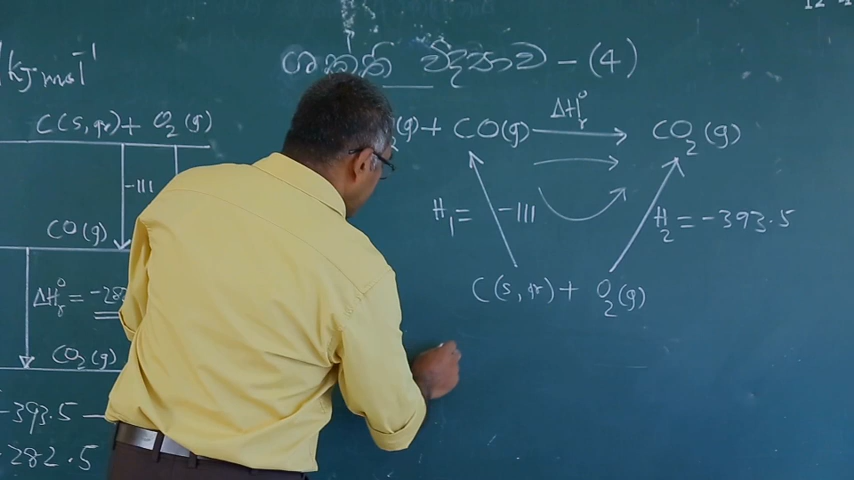 ශක්ති විද්‍යාව – (4)
kJ mol⁻¹
C(s, gr) + O₂(g)
-111
CO(g)
ΔH°ᵣ = -282
CO₂(g)
-393.5 —
-282.5
(g) + CO(g)
ΔH°ᵣ
CO₂(g)
H₁ = -111
H₂ = -393.5
C(s, gr) + O₂(g)